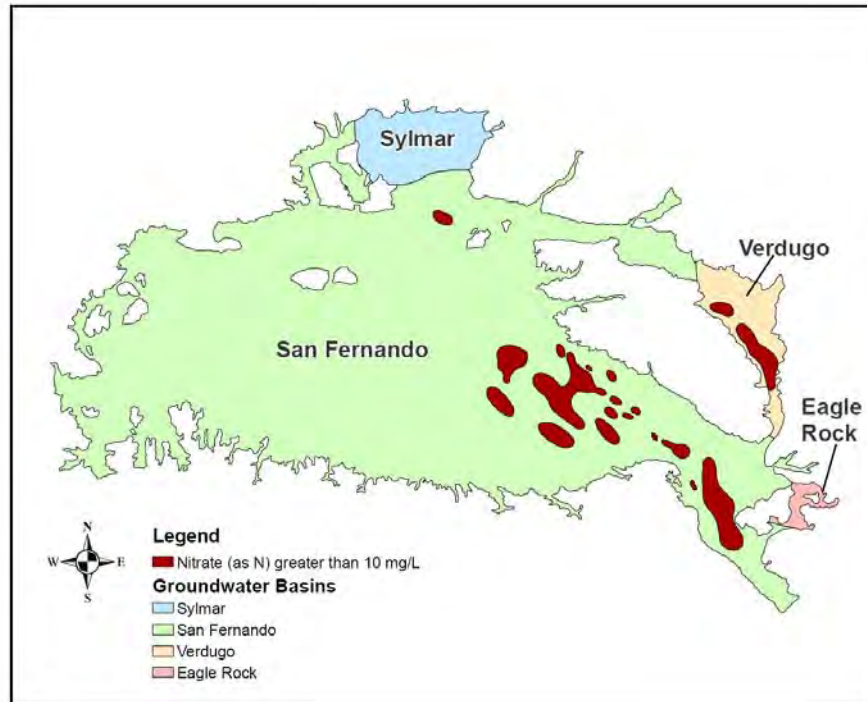 Sylmar
Verdugo
San Fernando
Eagle
Rock
N
W E
S
Legend
Nitrate (as N) greater than 10 mg/L
Groundwater Basins
Sylmar
San Fernando
Verdugo
Eagle Rock